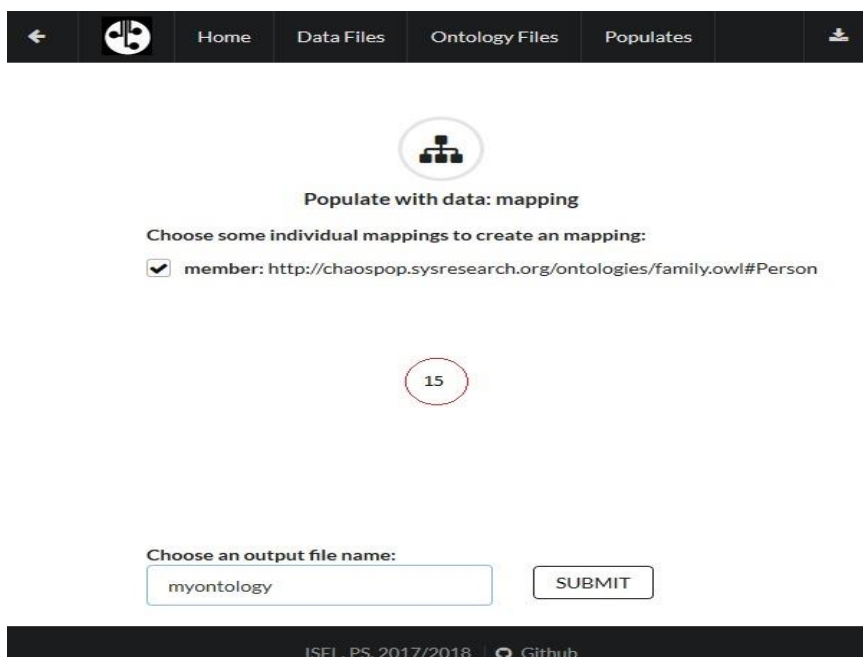 Home Data Files Ontology Files Populates
Populate with data: mapping
Choose some individual mappings to create an mapping:
member: http://chaospop.sysresearch.org/ontologies/family.owl#Person
15
Choose an output file name:
myontology SUBMIT
ISEL, PS, 2017/2018 Github